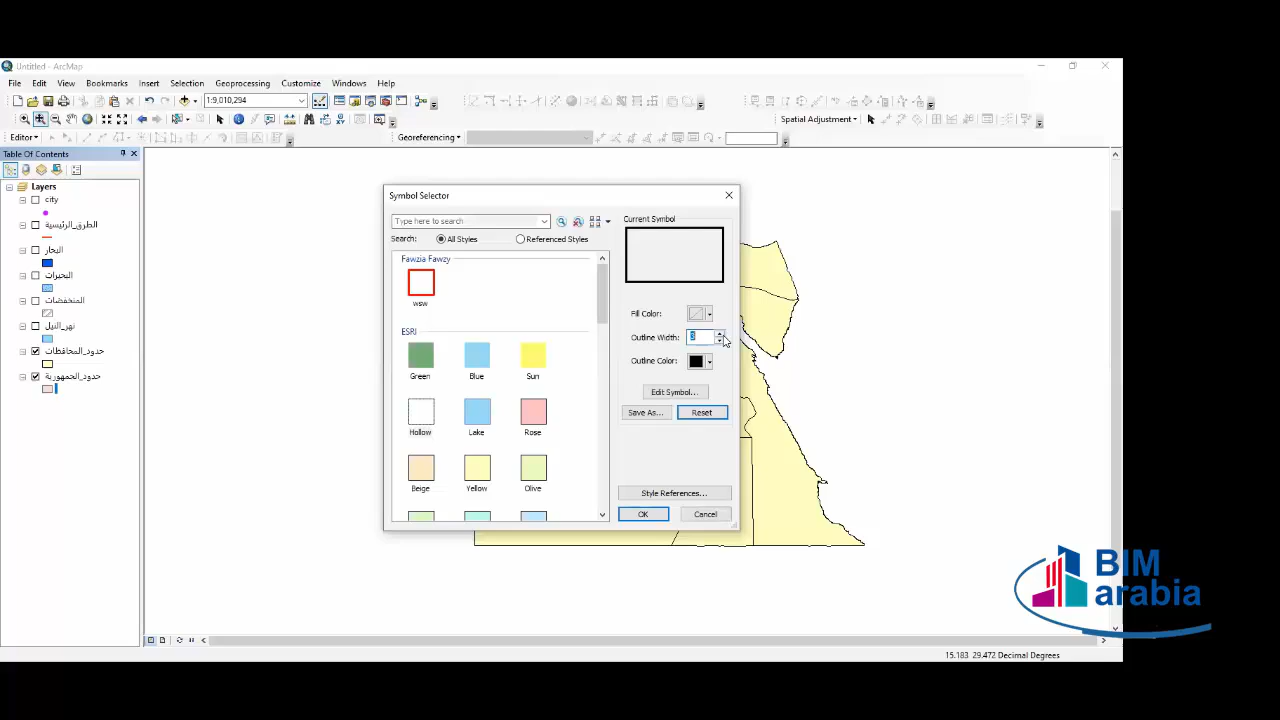 Untitled - ArcMap
File Edit View Bookmarks Insert Selection Geoprocessing Customize Windows Help
1:9,010,294
Spatial Adjustment
Editor
Georeferencing
Table Of Contents
Layers
city
الطرق_الرئيسية
البحار
البحيرات
المنخفضات
نهر_النيل
حدود_المحافظات
حدود_الجمهورية
Symbol Selector
Type here to search
Search: All Styles Referenced Styles
Fawzia Fawzy
wsw
ESRI
Green Blue Sun
Hollow Lake Rose
Beige Yellow Olive
Current Symbol
Fill Color:
Outline Width: 3
Outline Color:
Edit Symbol...
Save As... Reset
Style References...
OK Cancel
BIM
arabia
15.183 29.472 Decimal Degrees